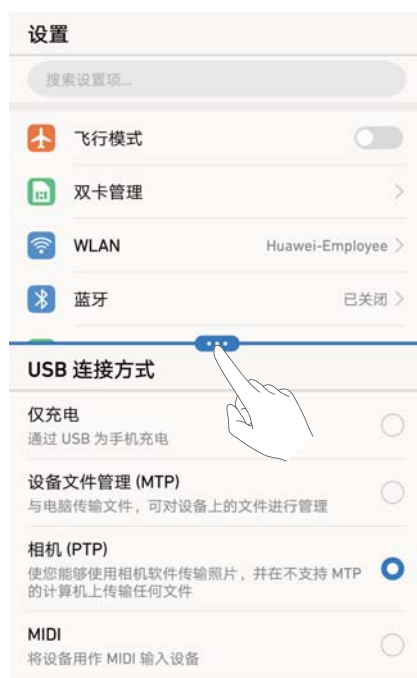 设置
搜索设置项...
飞行模式
双卡管理
WLAN
Huawei-Employee
蓝牙
已关闭
USB 连接方式
仅充电
通过 USB 为手机充电
设备文件管理 (MTP)
与电脑传输文件，可对设备上的文件进行管理
相机 (PTP)
使您能够使用相机软件传输照片，并在不支持 MTP
的计算机上传输任何文件
MIDI
将设备用作 MIDI 输入设备